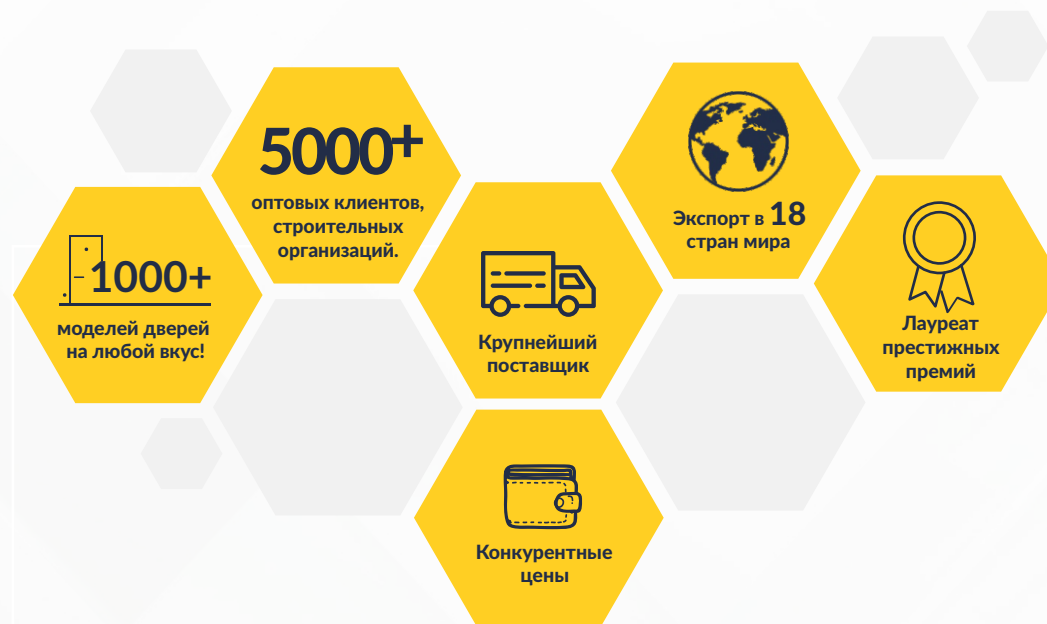 5000+
оптовых клиентов,
строительных
организаций.
1000+
моделей дверей
на любой вкус!
Крупнейший
поставщик
Экспорт в 18
стран мира
Лауреат
престижных
премий
Конкурентные
цены